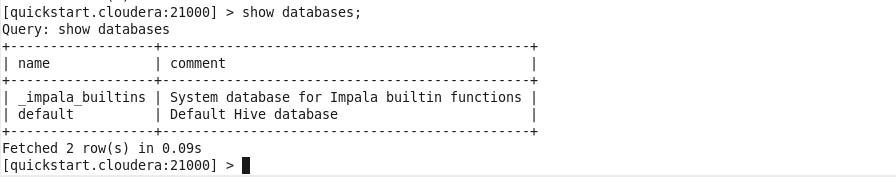 [quickstart.cloudera:21000] > show databases;
Query: show databases
+-----------------+--------------------------------------------+
| name            | comment                                    |
+-----------------+--------------------------------------------+
| _impala_builtins | System database for Impala builtin functions |
| default         | Default Hive database                      |
+-----------------+--------------------------------------------+
Fetched 2 row(s) in 0.09s
[quickstart.cloudera:21000] >